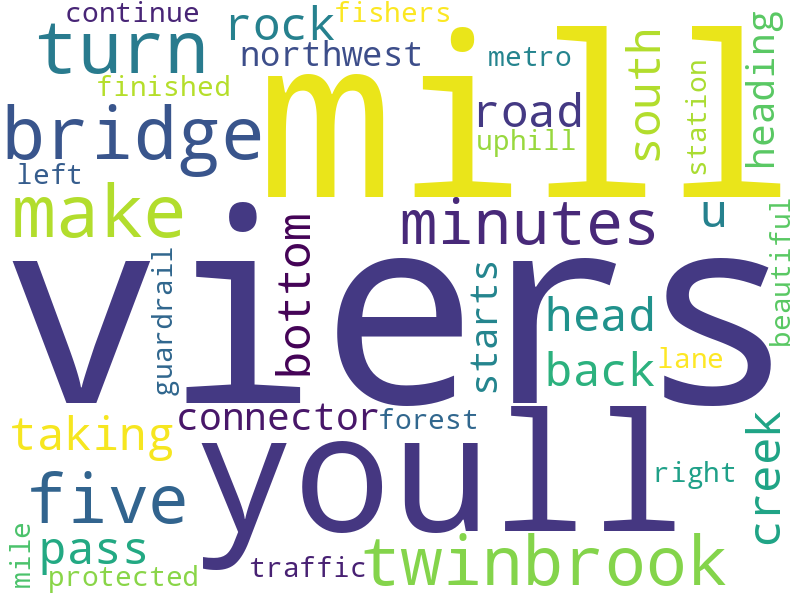 continue
fishers
turn
rock
northwest
metro
mill
south
heading
station
finished
road
uphill
bridge
left
make
minutes
u
beautiful
viers
guardrail
bottom
starts
head
back
lane
taking
connector
forest
youll
creek
right
five
pass
mile
protected
traffic
twinbrook